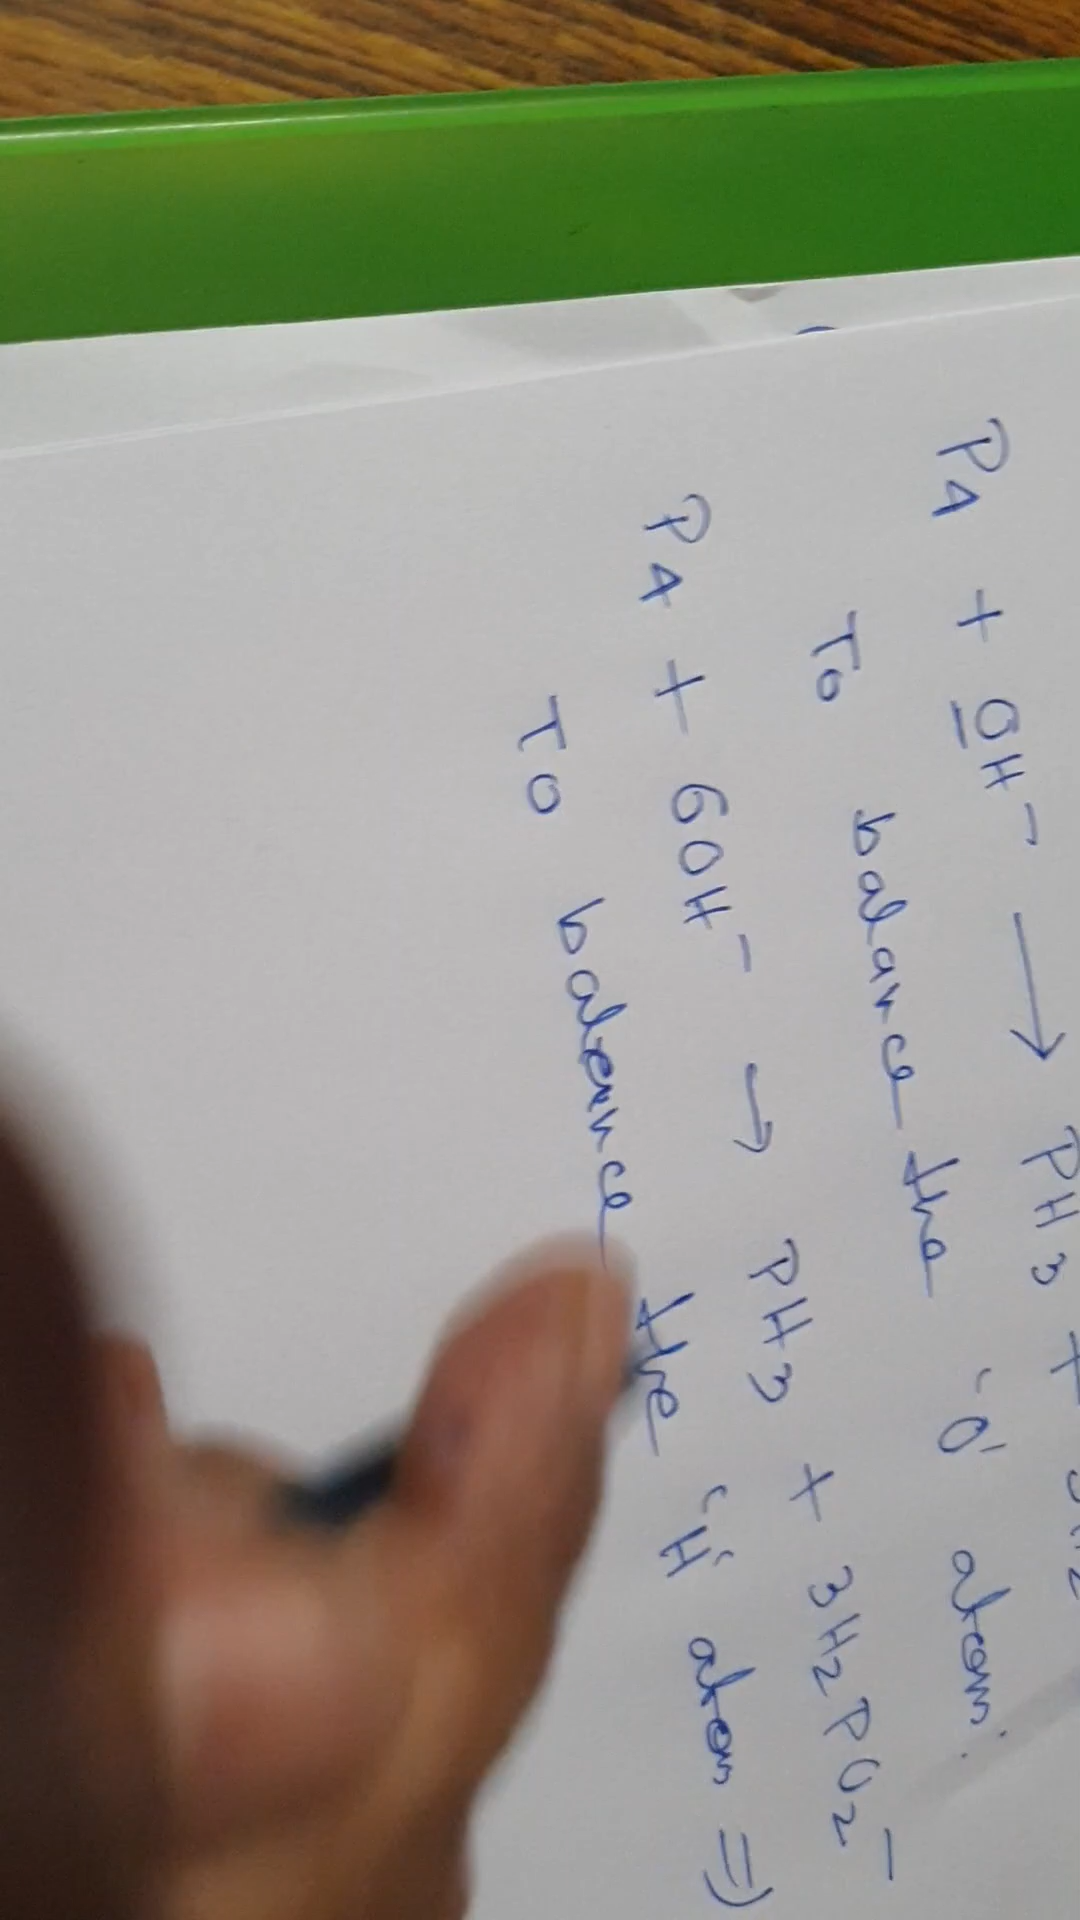 P4 + OH⁻ → PH3 +
To balance the 'O' atom:
P4 + 6OH⁻ → PH3 + 3H2PO2⁻
To balance the 'H' atom ⇒